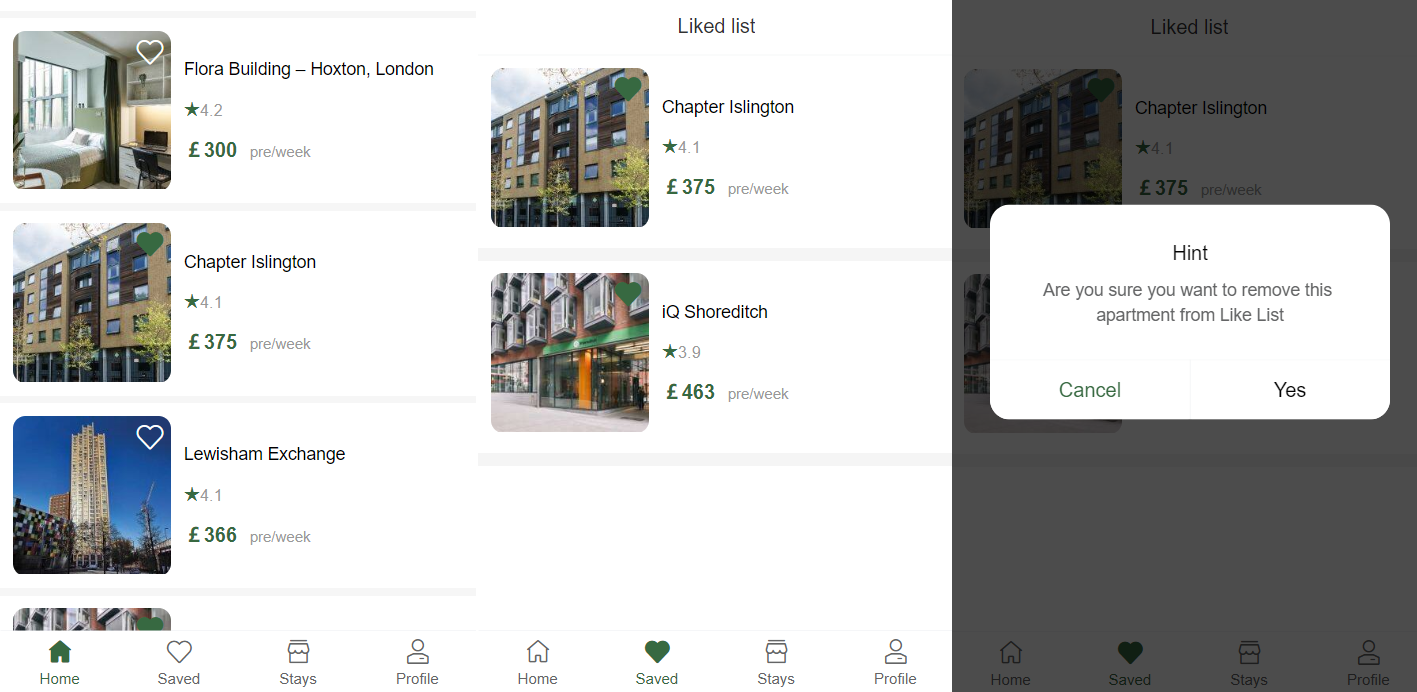 Flora Building – Hoxton, London
★4.2
£ 300 pre/week
Chapter Islington
★4.1
£ 375 pre/week
Lewisham Exchange
★4.1
£ 366 pre/week
Home Saved Stays Profile
Liked list
Chapter Islington
★4.1
£ 375 pre/week
iQ Shoreditch
★3.9
£ 463 pre/week
Home Saved Stays Profile
Liked list
Chapter Islington
★4.1
£ 375 pre/week
Hint
Are you sure you want to remove this
apartment from Like List
Cancel Yes
Home Saved Stays Profile